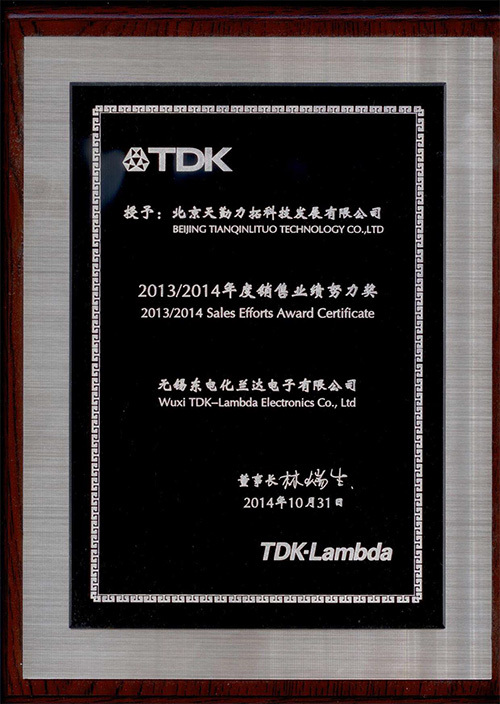 TDK
授予：北京天勤力拓科技发展有限公司
BEIJING TIANQINLITUO TECHNOLOGY CO.,LTD
2013/2014年度销售业绩努力奖
2013/2014 Sales Efforts Award Certificate
无锡东电化兰达电子有限公司
Wuxi TDK-Lambda Electronics Co., Ltd
董事长 林瑞生
2014年10月31日
TDK·Lambda